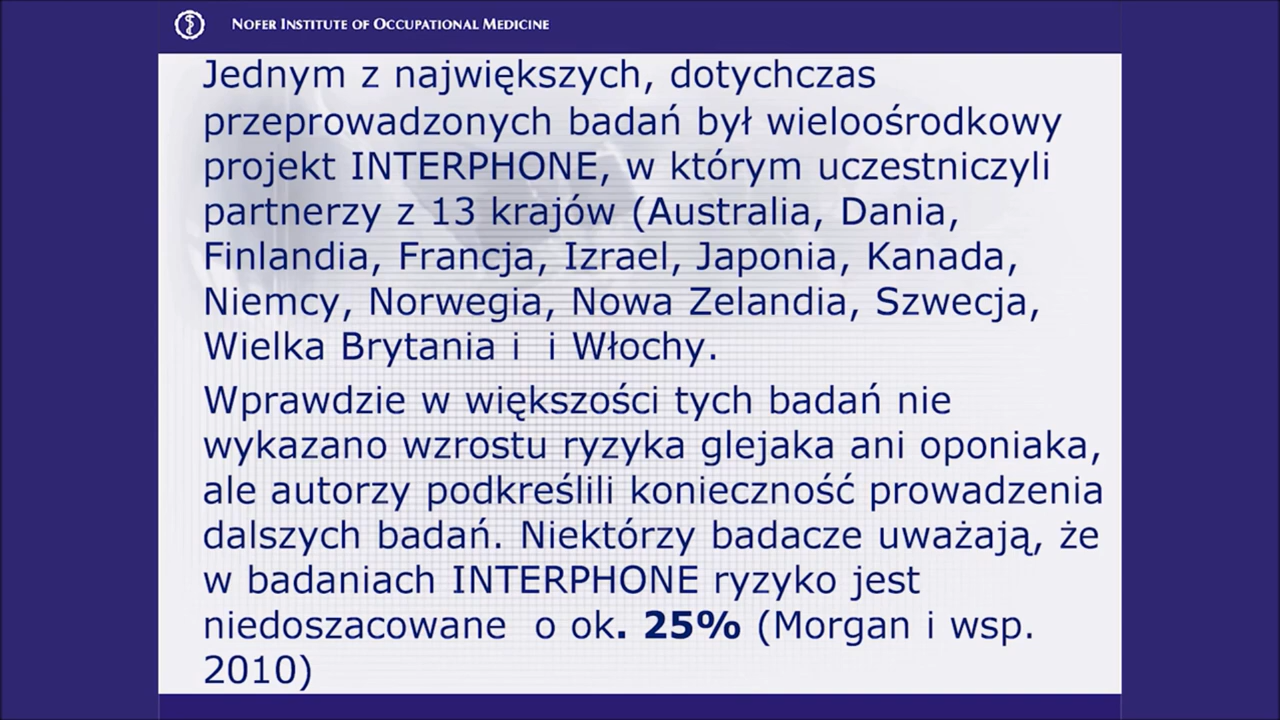 NOFER INSTITUTE OF OCCUPATIONAL MEDICINE
Jednym z największych, dotychczas
przeprowadzonych badań był wieloośrodkowy
projekt INTERPHONE, w którym uczestniczyli
partnerzy z 13 krajów (Australia, Dania,
Finlandia, Francja, Izrael, Japonia, Kanada,
Niemcy, Norwegia, Nowa Zelandia, Szwecja,
Wielka Brytania i  i Włochy.
Wprawdzie w większości tych badań nie
wykazano wzrostu ryzyka glejaka ani oponiaka,
ale autorzy podkreślili konieczność prowadzenia
dalszych badań. Niektórzy badacze uważają, że
w badaniach INTERPHONE ryzyko jest
niedoszacowane  o ok. 25% (Morgan i wsp.
2010)